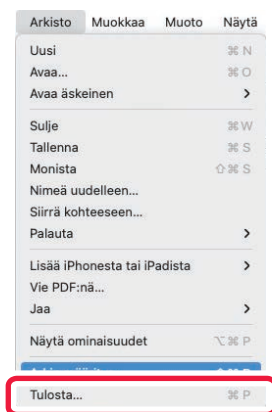 Arkisto Muokkaa Muoto Näytä
Uusi ⌘ N
Avaa... ⌘ O
Avaa äskeinen >
Sulje ⌘ W
Tallenna ⌘ S
Monista ⇧ ⌘ S
Nimeä uudelleen...
Siirrä kohteeseen...
Palauta >
Lisää iPhonesta tai iPadista >
Vie PDF:nä...
Jaa >
Näytä ominaisuudet ⌥ ⌘ P
Tulosta... ⌘ P